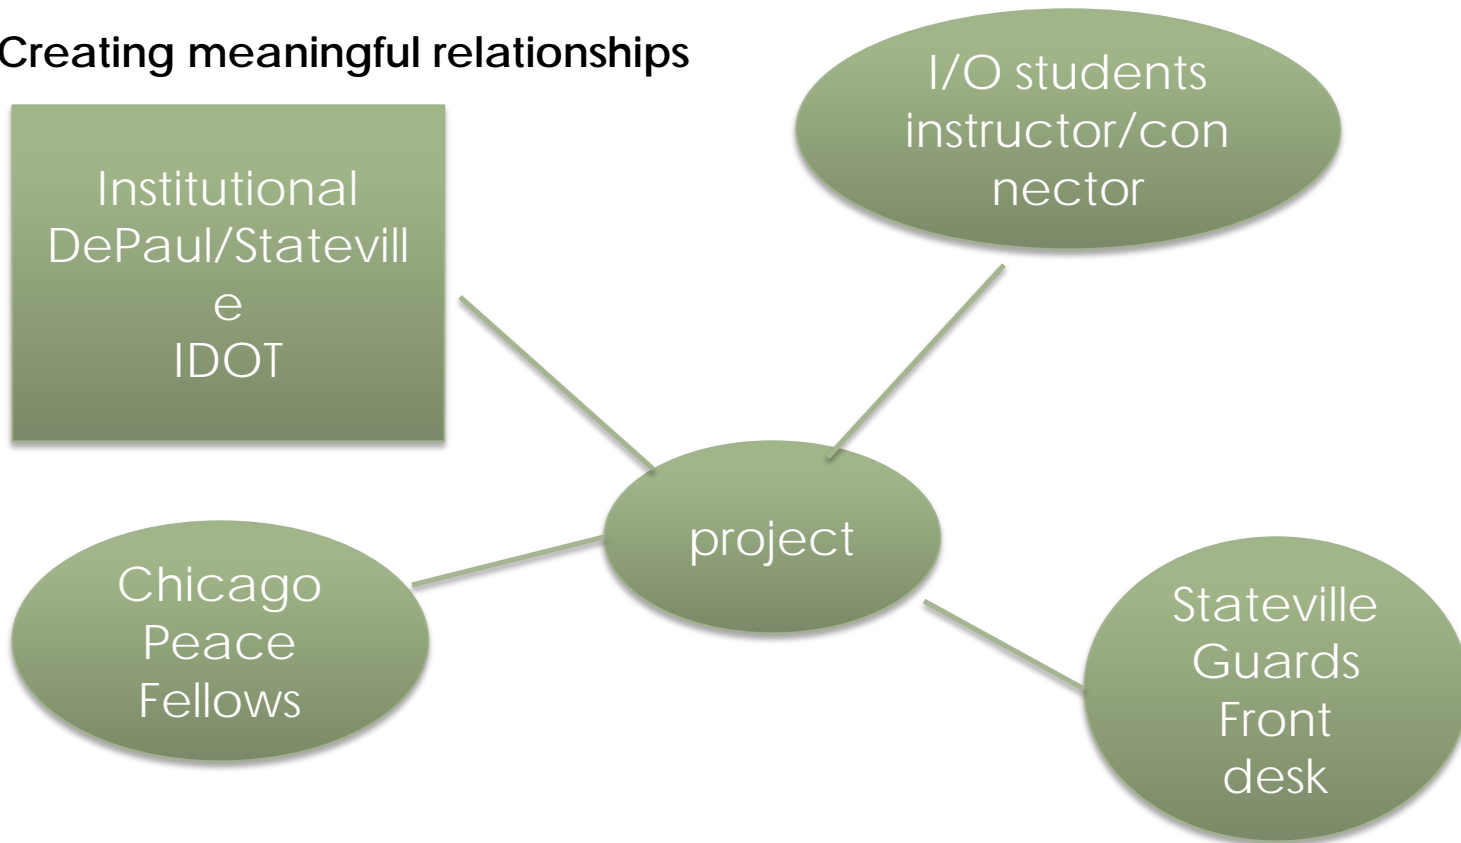 Creating meaningful relationships
Institutional
DePaul/Statevill
e
IDOT
I/O students
instructor/con
nector
project
Chicago
Peace
Fellows
Stateville
Guards
Front
desk